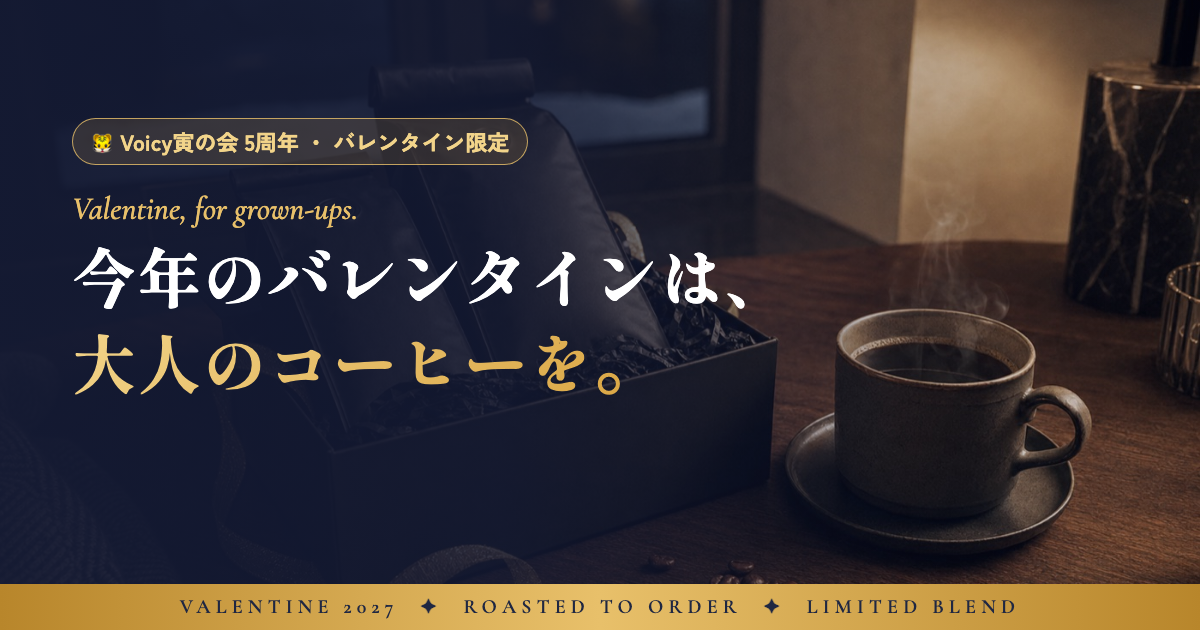 🐯 Voicy寅の会 5周年 ・ バレンタイン限定
Valentine, for grown-ups.
今年のバレンタインは、
大人のコーヒーを。
VALENTINE 2027 ✦ ROASTED TO ORDER ✦ LIMITED BLEND